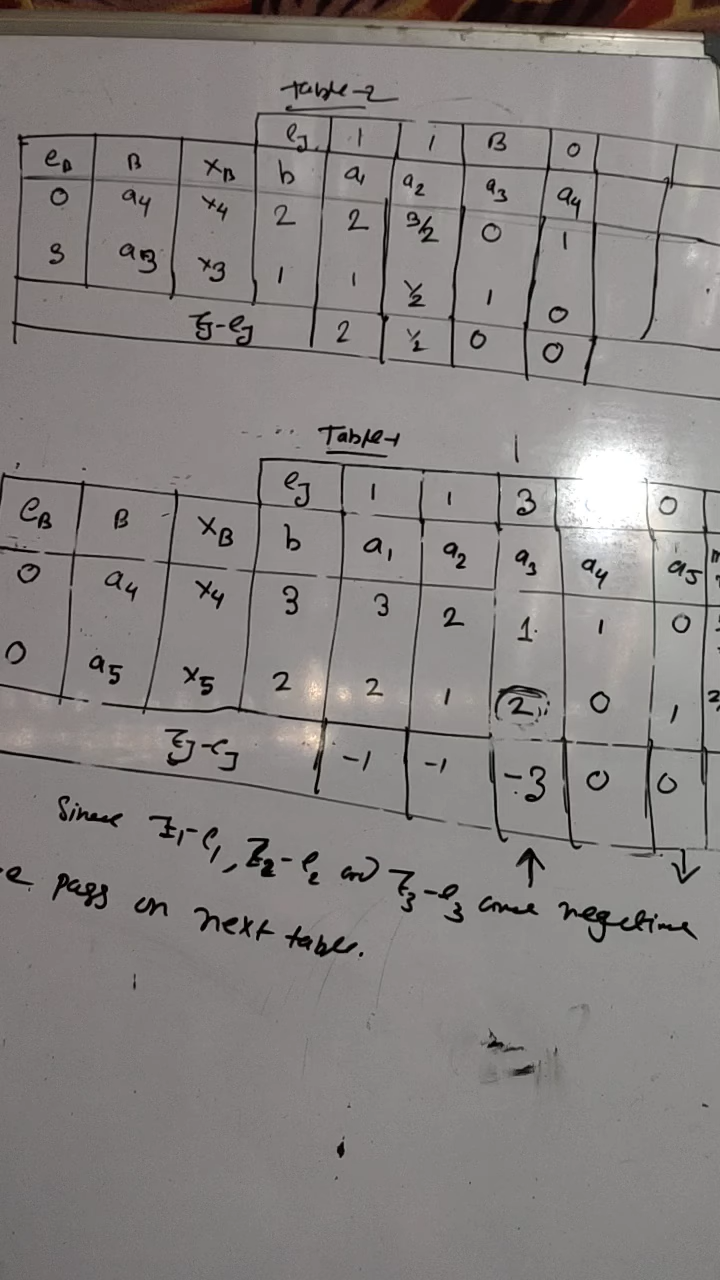 Table-2
cJ 1 1 3 0
cB B xB b a1 a2 a3 a4
0 a4 x4 2 2 3/2 0 1
3 a3 x3 1 1 1/2 1 0
zJ-cJ 2 1/2 0 0
Table-1
cJ 1 1 3 0
cB B xB b a1 a2 a3 a4 a5
0 a4 x4 3 3 2 1 1 0
0 a5 x5 2 2 1 2 0 1
zJ-cJ -1 -1 -3 0 0
Since z1-c1, z2-c2 and z3-c3 are negative
pass on next table.